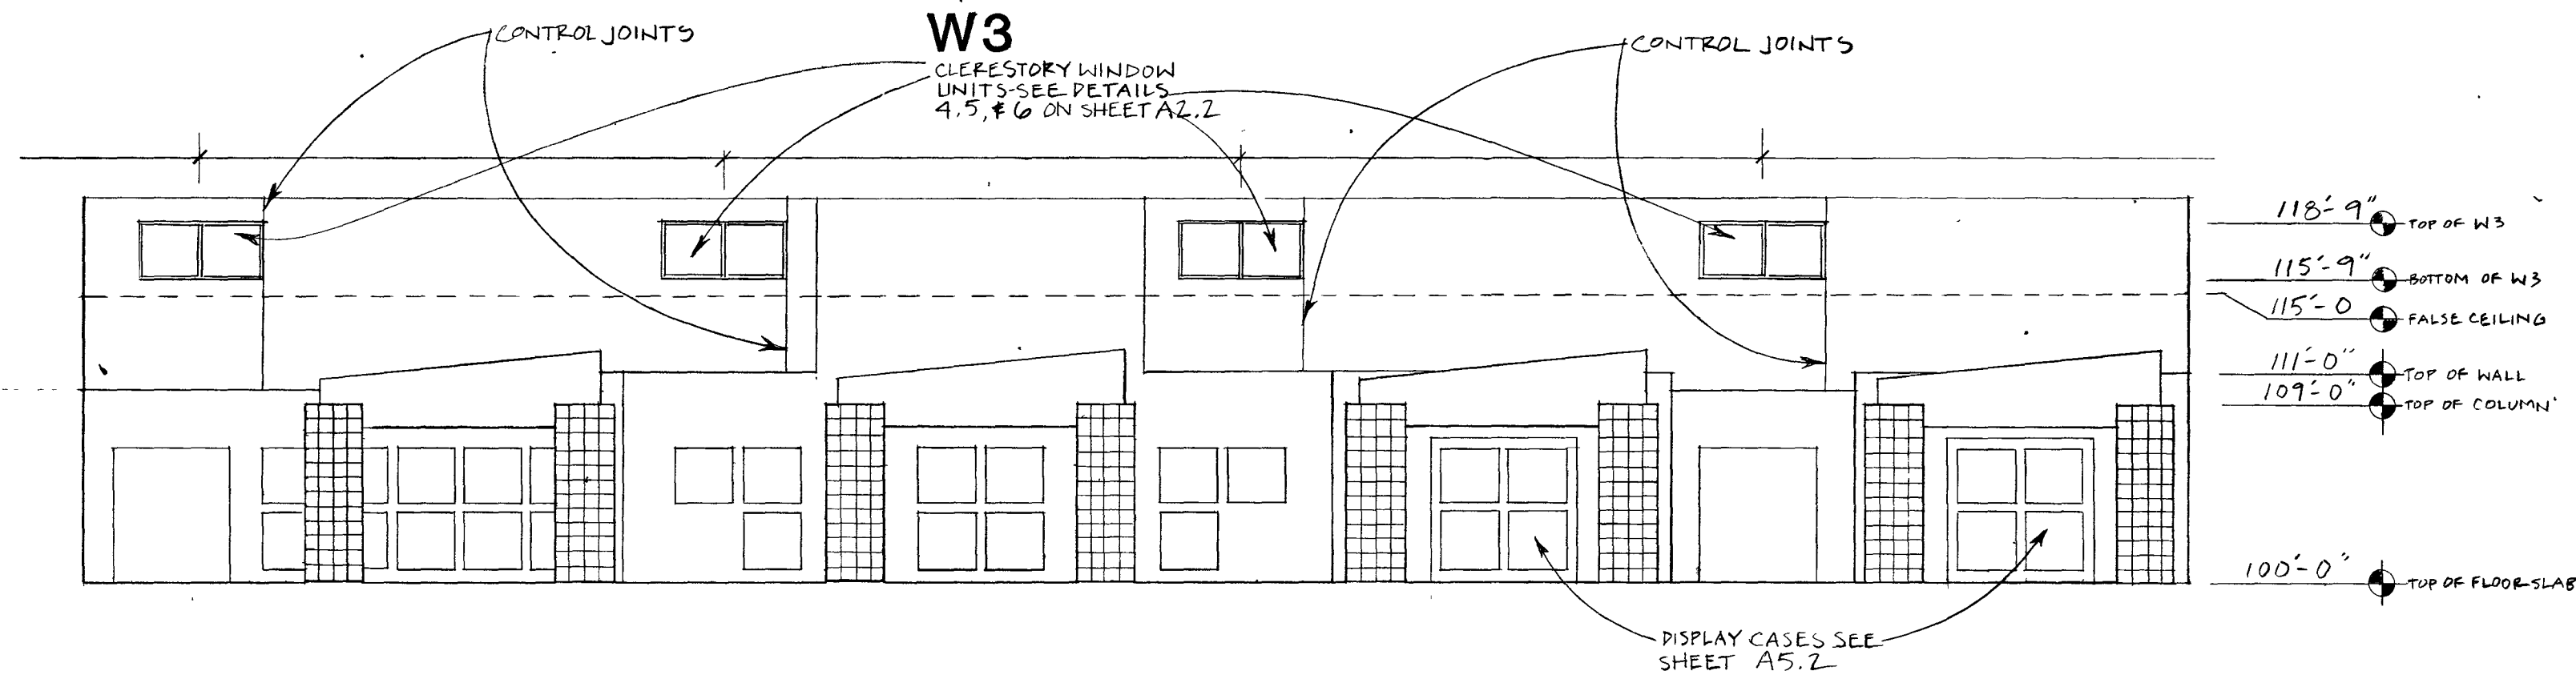 CONTROL JOINTS
W3
CLERESTORY WINDOW
UNITS-SEE DETAILS
4.5, & 6 ON SHEET A2.2
CONTROL JOINTS
118'-9" TOP OF W3
115'-9" BOTTOM OF W3
115'-0 FALSE CEILING
111'-0" TOP OF WALL
109'-0" TOP OF COLUMN
100'-0" TOP OF FLOOR SLAB
DISPLAY CASES SEE
SHEET A5.2